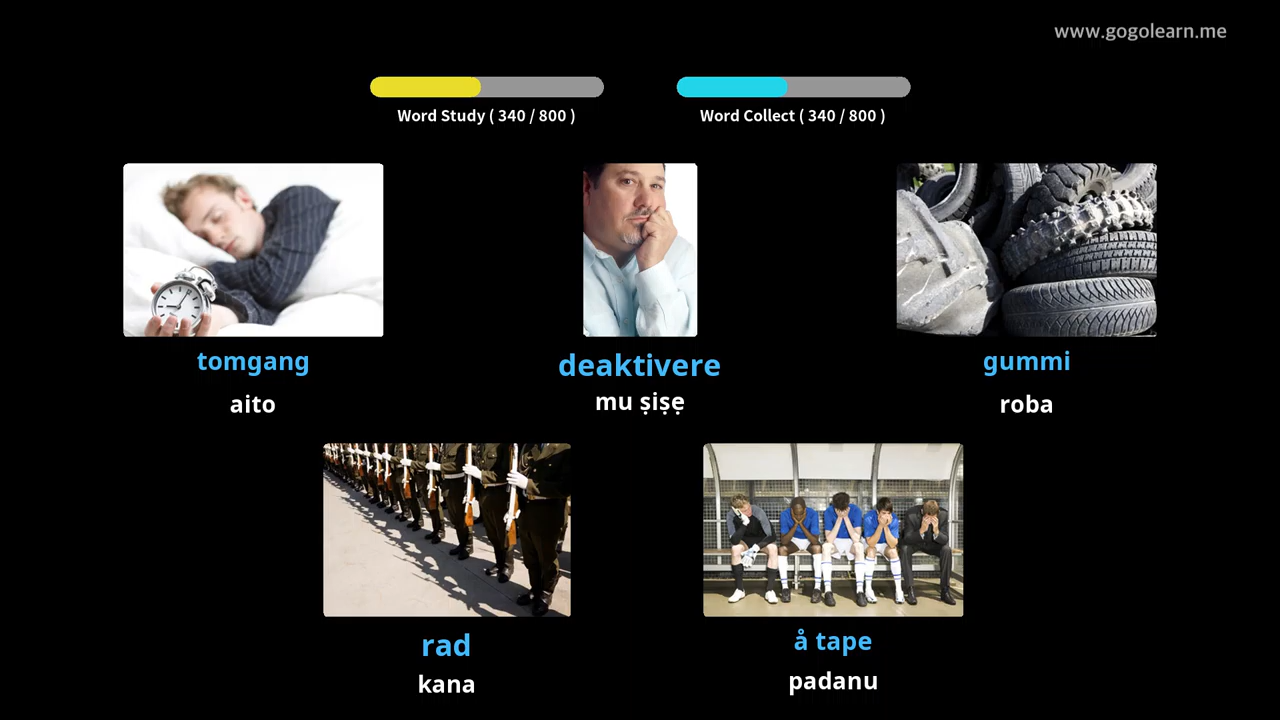 www.gogolearn.me
Word Study ( 340 / 800 )
Word Collect ( 340 / 800 )
tomgang
aito
deaktivere
mu ṣiṣẹ
gummi
roba
rad
kana
å tape
padanu